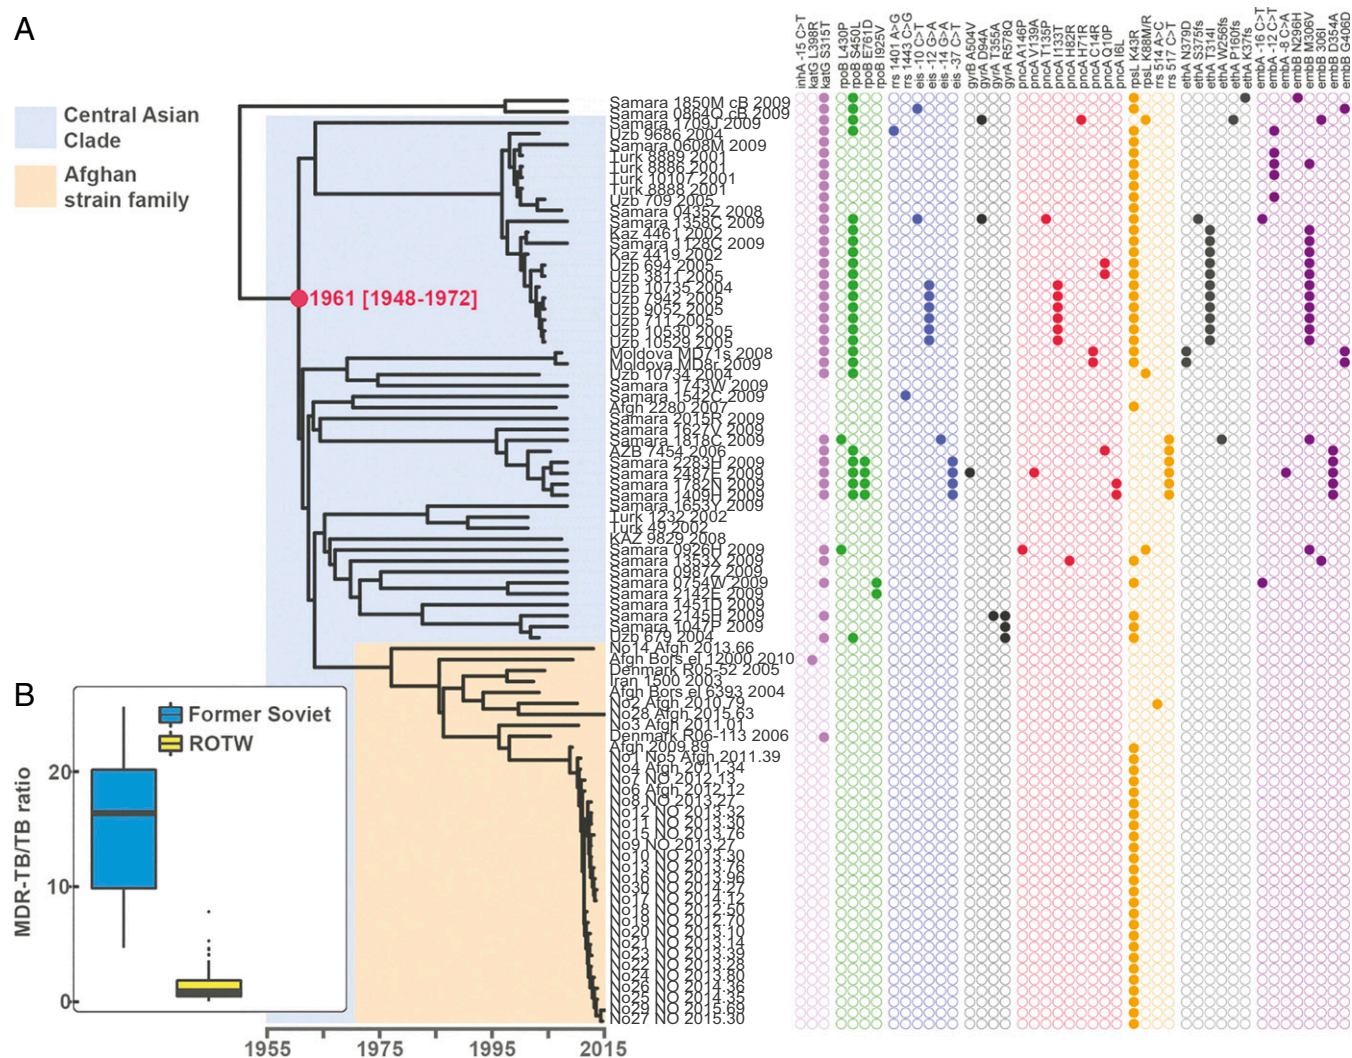 A
Central Asian
Clade
Afghan
strain family
1961 [1948-1972]
inhA -15 C>T
katG L398R
katG S315T
rpoB L430P
rpoB S450L
rpoB E761D
rpoB I925V
rrs 1401 A>G
rrs 1443 C>G
eis -10 C>T
eis -12 G>A
eis -14 G>A
eis -37 C>T
gyrB A504V
gyrA D94A
gyrA T355A
gyrA R578Q
pncA A146P
pncA V139A
pncA T135P
pncA I133T
pncA H82R
pncA H71R
pncA C14R
pncA Q10P
pncA I6L
rpsL K43R
rpsL K88M/R
rrs 514 A>C
rrs 517 C>T
ethA N379D
ethA S375fs
ethA T314I
ethA W256fs
ethA P160fs
ethA K37fs
embA -16 C>T
embA -12 C>T
embB -8 C>A
embB N296H
embB M306V
embB 306I
embB D354A
embB G406D
Samara 1850M cB 2009
Samara 0864Q cB 2009
Samara 1709J 2009
Uzb 9686 2004
Samara 0608M 2009
Turk 8889 2001
Turk 8886 2001
Turk 10107 2001
Turk 8888 2001
Uzb 709 2005
Samara 0435Z 2008
Samara 1358C 2009
Kaz 4461 2002
Samara 1128C 2009
Kaz 4419 2002
Uzb 694 2005
Uzb 3811 2005
Uzb 10735 2004
Uzb 7942 2005
Uzb 9052 2005
Uzb 711 2005
Uzb 10530 2005
Uzb 10529 2005
Moldova MD71s 2008
Moldova MD8r 2009
Uzb 10734 2004
Samara 1743W 2009
Samara 1542C 2009
Afgh 2280 2007
Samara 2015R 2009
Samara 1627V 2009
Samara 1818C 2009
AZB 7454 2006
Samara 2283H 2009
Samara 2487E 2009
Samara 1782N 2009
Samara 1409H 2009
Samara 1653Y 2009
Turk 1232 2002
Turk 49 2002
KAZ 9829 2008
Samara 0926H 2009
Samara 1353X 2009
Samara 0987Z 2009
Samara 0754W 2009
Samara 2142E 2009
Samara 1451D 2009
Samara 2145H 2009
Samara 1047P 2009
Uzb 679 2004
No14 Afgh 2013.66
Afgh Bors el 12000 2010
Denmark R05-52 2005
Iran 1500 2003
Afgh Bors el 6393 2004
No2 Afgh 2010.79
No28 Afgh 2015.63
No3 Afgh 2011.01
Denmark R06-113 2006
Afgh 2009.89
No1 No5 Afgh 2011.39
No4 Afgh 2011.34
No7 NO 2012.13
No6 Afgh 2012.12
No8 NO 2013.27
No12 NO 2013.32
No11 NO 2013.30
No15 NO 2013.76
No9 NO 2013.27
No10 NO 2013.30
No13 NO 2013.76
No16 NO 2013.96
No30 NO 2014.27
No17 NO 2014.12
No18 NO 2012.50
No19 NO 2012.70
No20 NO 2013.10
No21 NO 2013.14
No22 NO 2013.39
No23 NO 2013.28
No24 NO 2013.80
No26 NO 2014.36
No25 NO 2014.35
No29 NO 2015.69
No27 NO 2015.30
1955
1975
1995
2015
B
Former Soviet
ROTW
MDR-TB/TB ratio
20
10
0